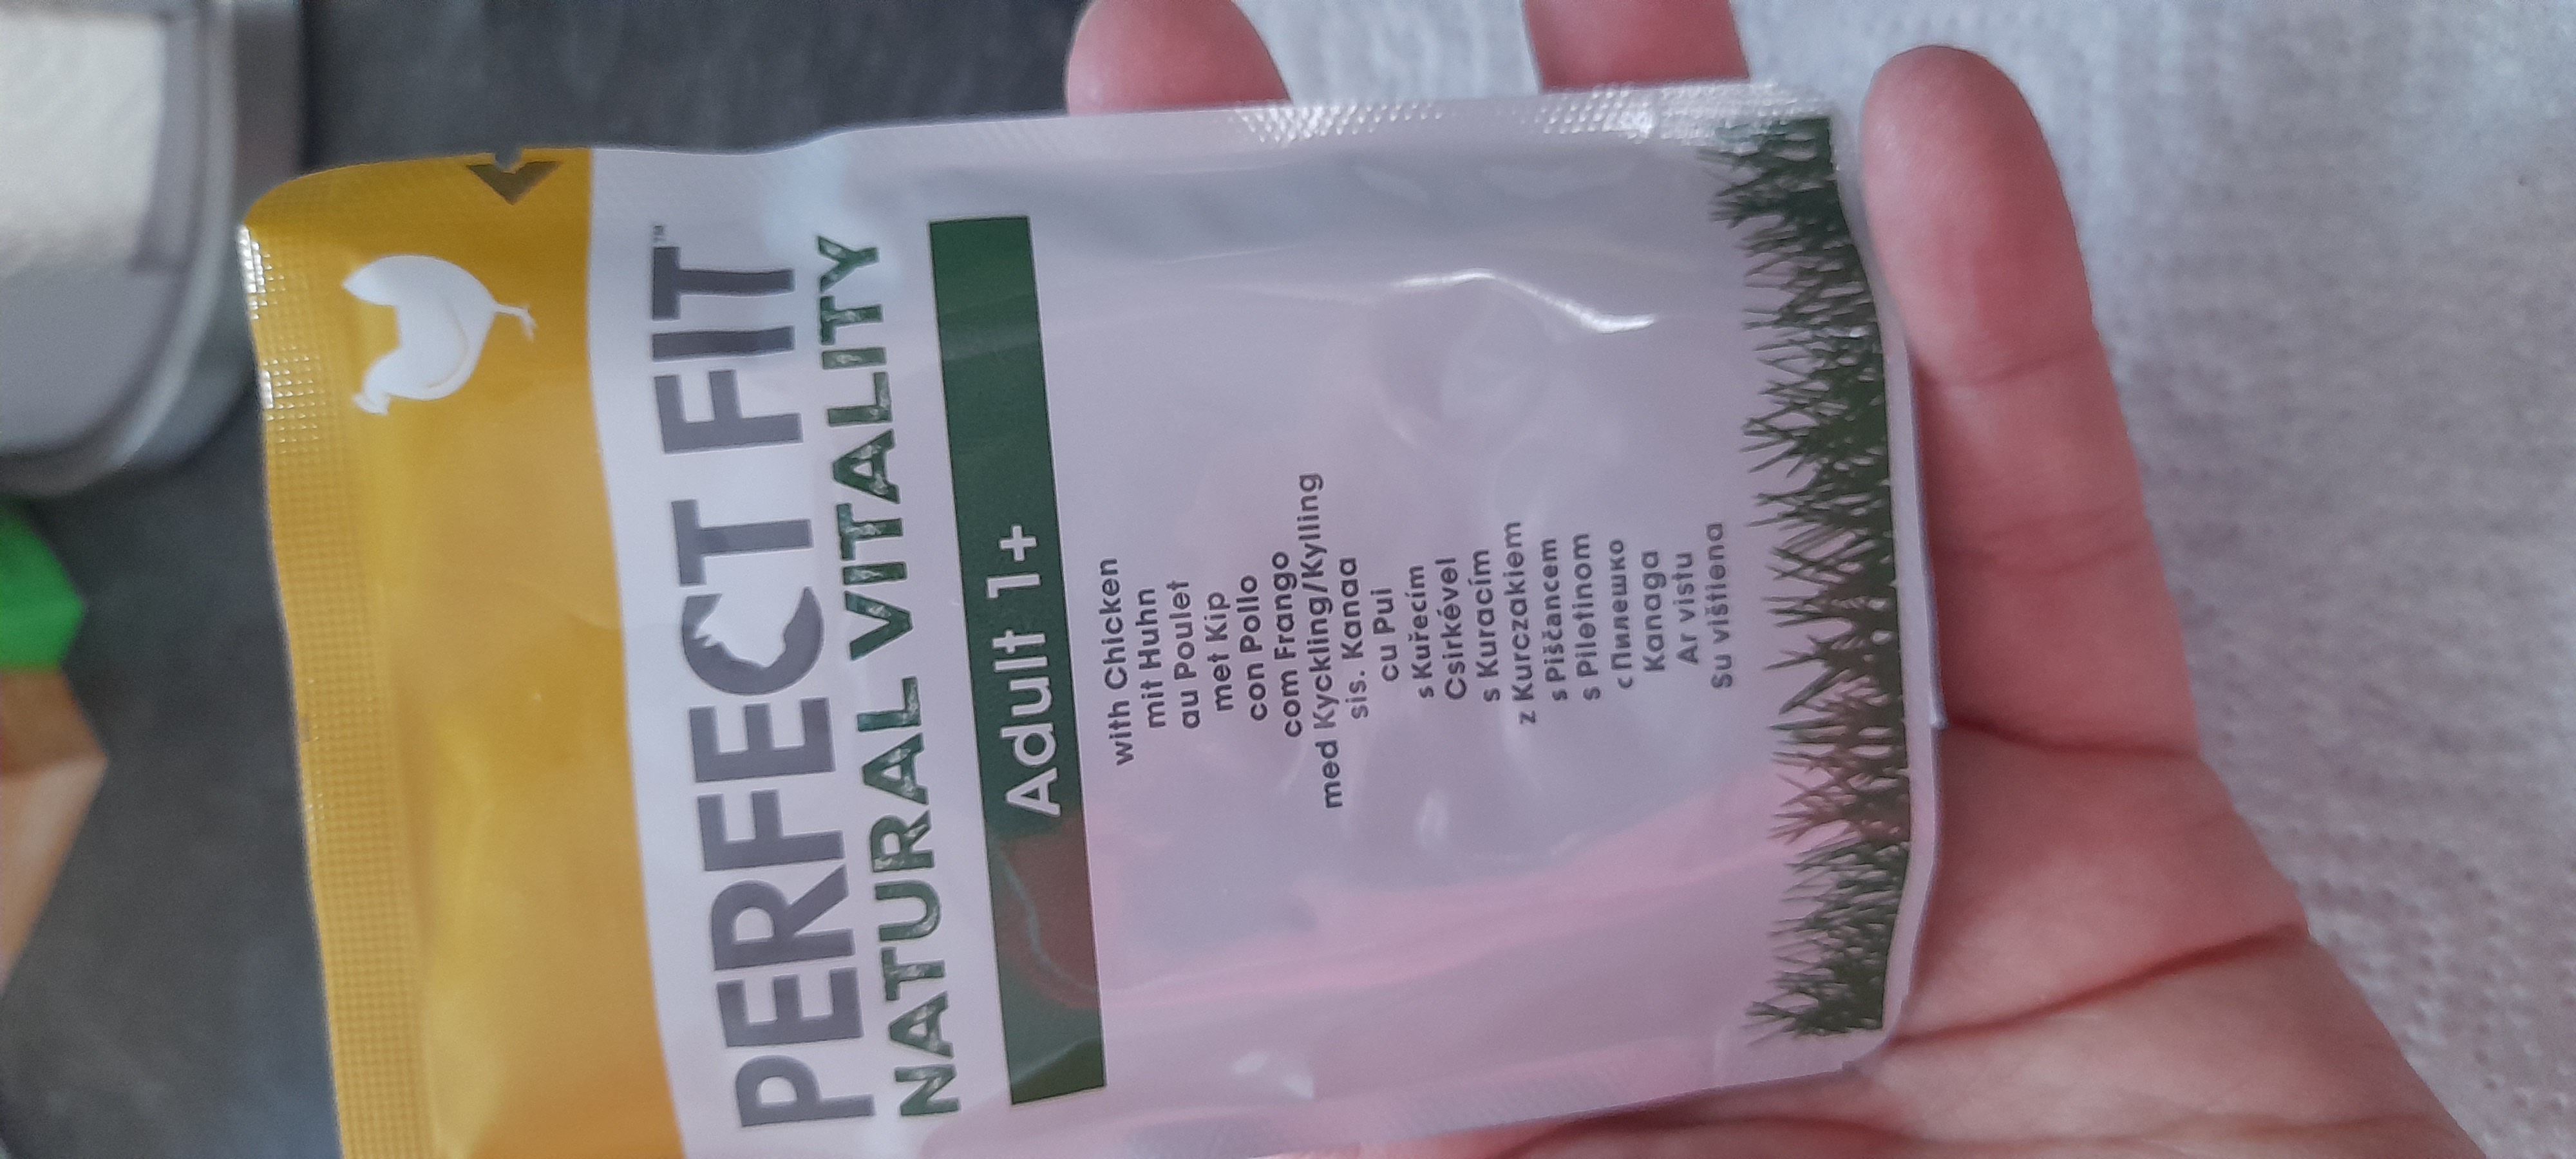 PERFECT FIT™
NATURAL VITALITY
Adult 1+
with Chicken
mit Huhn
au Poulet
met Kip
con Pollo
com Frango
med Kyckling/Kylling
sis. Kanaa
cu Pui
s Kuřecím
Csirkével
s Kuracím
z Kurczakiem
s Piščancem
s Piletinom
с Пилешко
Kanaga
Ar vistu
Su vištiena